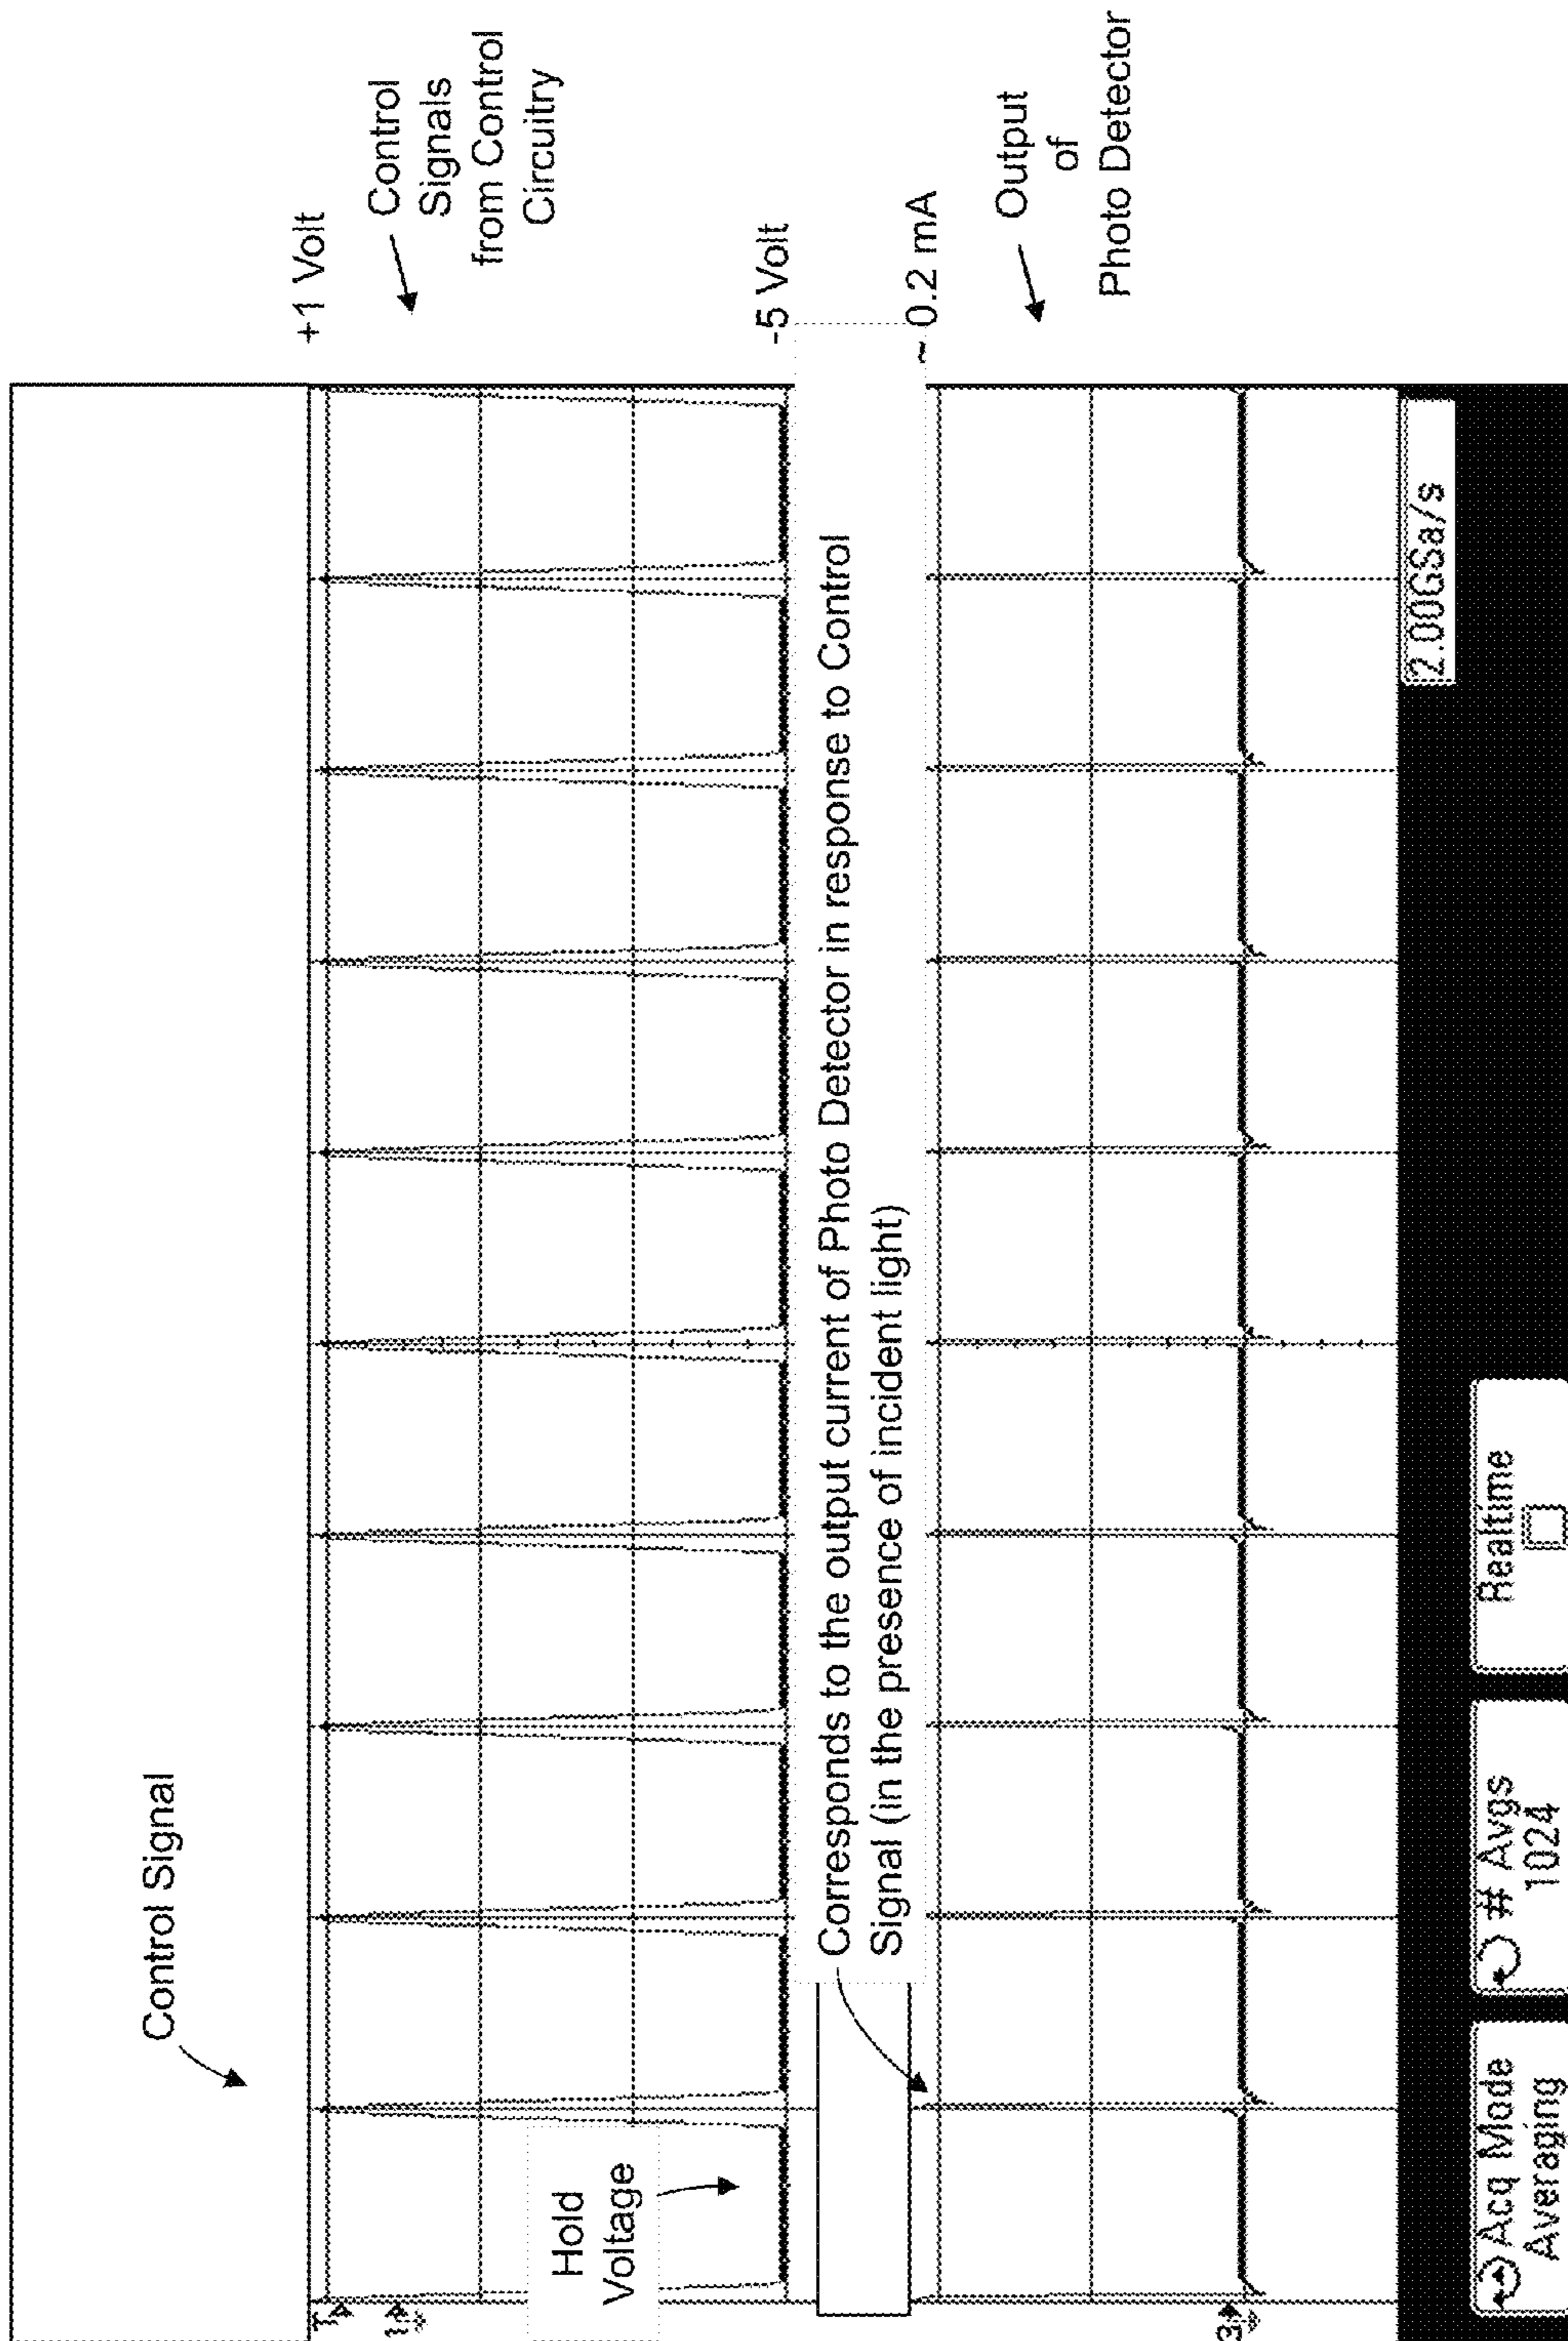 Control Signal
+1 Volt
Control
Signals
from Control
Circuitry
Hold
Voltage
-5 Volt
Corresponds to the output current of Photo Detector in response to Control
Signal (in the presence of incident light)
~ 0.2 mA
Output
of
Photo Detector
1
3
2.00GSa/s
Acq Mode
Averaging
# Avgs
1024
Realtime